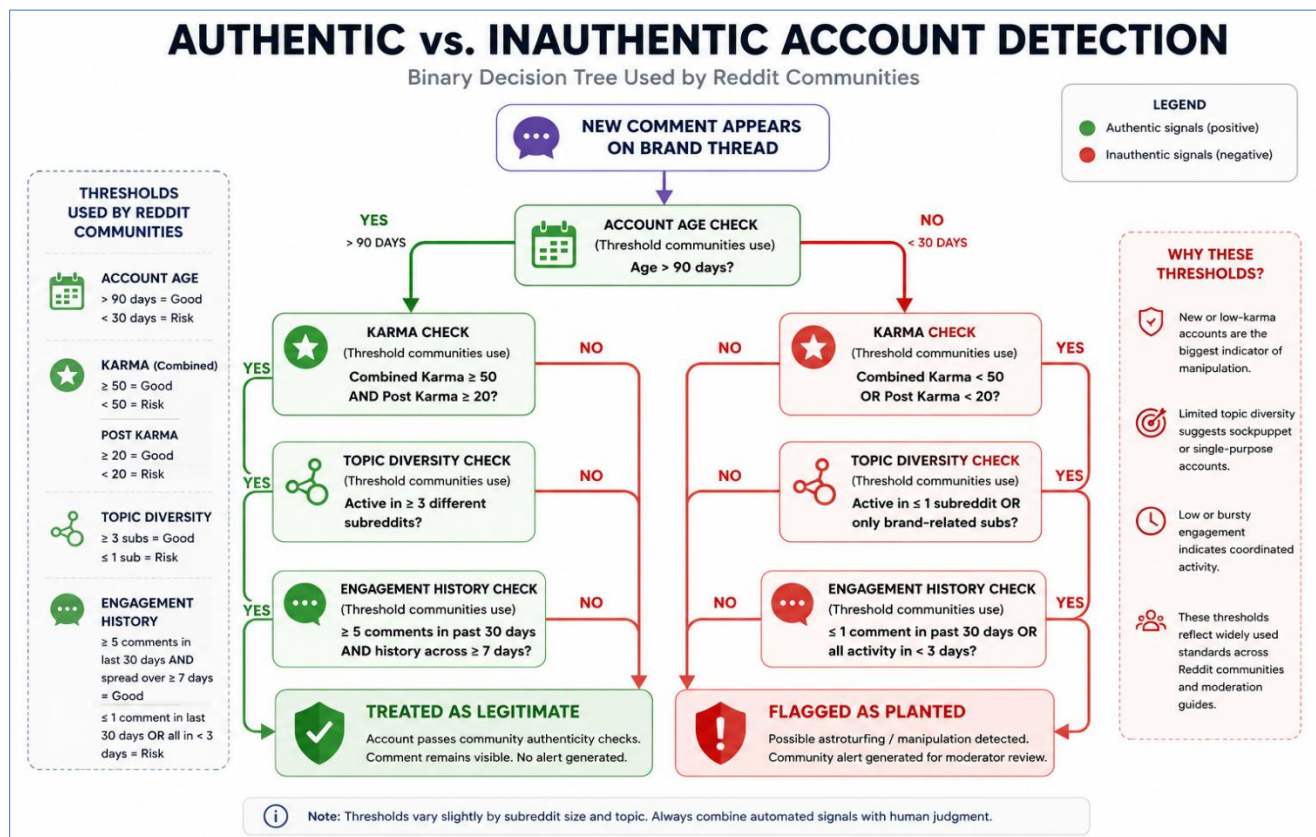 AUTHENTIC vs. INAUTHENTIC ACCOUNT DETECTION
Binary Decision Tree Used by Reddit Communities
LEGEND
Authentic signals (positive)
Inauthentic signals (negative)
NEW COMMENT APPEARS
ON BRAND THREAD
THRESHOLDS
USED BY REDDIT
COMMUNITIES
ACCOUNT AGE
> 90 days = Good
< 30 days = Risk
KARMA (Combined)
≥ 50 = Good
< 50 = Risk
POST KARMA
≥ 20 = Good
< 20 = Risk
TOPIC DIVERSITY
≥ 3 subs = Good
≤ 1 sub = Risk
ENGAGEMENT
HISTORY
≥ 5 comments in
last 30 days AND
spread over ≥ 7 days
= Good
≤ 1 comment in last
30 days OR all in < 3
days = Risk
YES
> 90 DAYS
ACCOUNT AGE CHECK
(Threshold communities use)
Age > 90 days?
NO
< 30 DAYS
KARMA CHECK
(Threshold communities use)
Combined Karma ≥ 50
AND Post Karma ≥ 20?
YES
NO
TOPIC DIVERSITY CHECK
(Threshold communities use)
Active in ≥ 3 different
subreddits?
YES
NO
ENGAGEMENT HISTORY CHECK
(Threshold communities use)
≥ 5 comments in past 30 days
AND history across ≥ 7 days?
YES
NO
TREATED AS LEGITIMATE
Account passes community authenticity checks.
Comment remains visible. No alert generated.
KARMA CHECK
(Threshold communities use)
Combined Karma < 50
OR Post Karma < 20?
NO
YES
TOPIC DIVERSITY CHECK
(Threshold communities use)
Active in ≤ 1 subreddit OR
only brand-related subs?
NO
YES
ENGAGEMENT HISTORY CHECK
(Threshold communities use)
≤ 1 comment in past 30 days OR
all activity in < 3 days?
NO
YES
FLAGGED AS PLANTED
Possible astroturfing / manipulation detected.
Community alert generated for moderator review.
WHY THESE
THRESHOLDS?
New or low-karma
accounts are the
biggest indicator of
manipulation.
Limited topic diversity
suggests sockpuppet
or single-purpose
accounts.
Low or bursty
engagement
indicates coordinated
activity.
These thresholds
reflect widely used
standards across
Reddit communities
and moderation
guides.
Note: Thresholds vary slightly by subreddit size and topic. Always combine automated signals with human judgment.